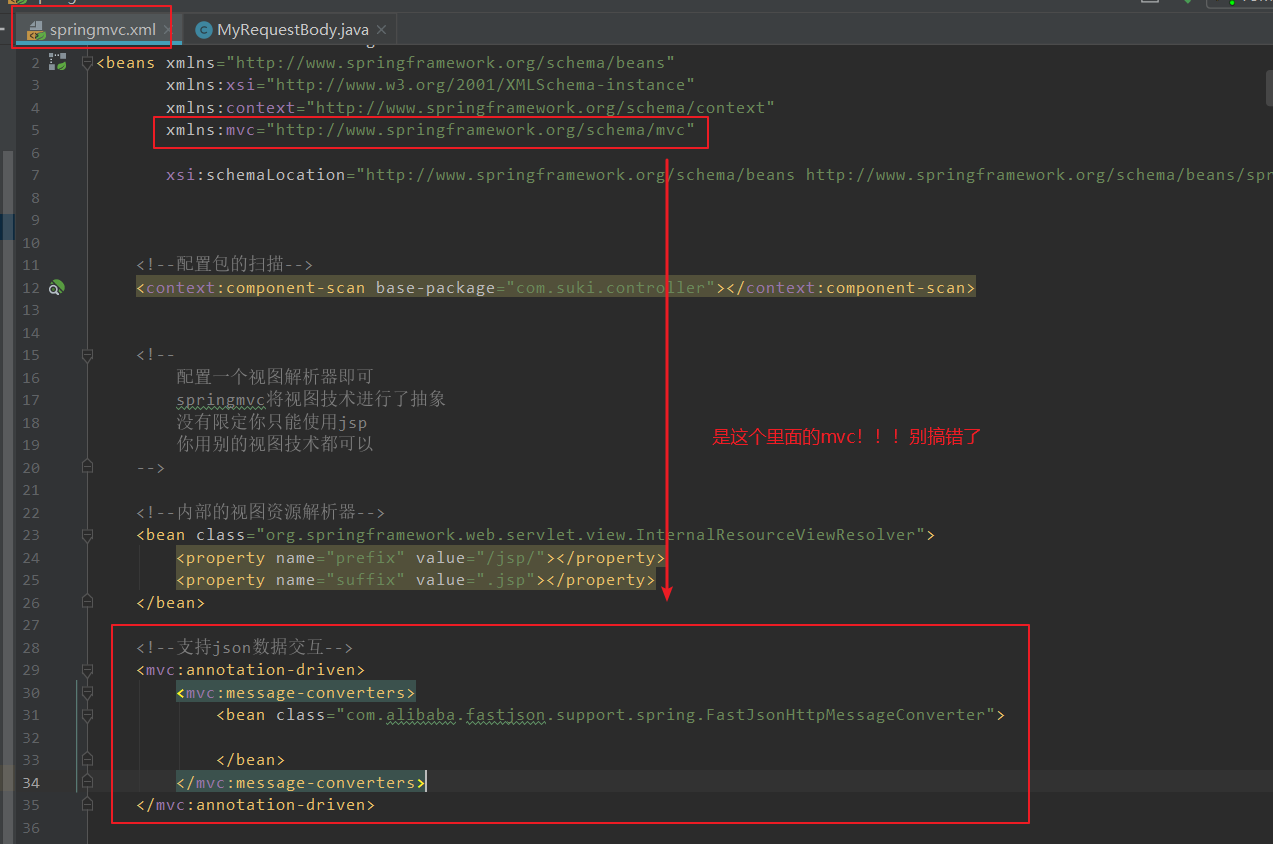 springmvc.xml
MyRequestBody.java
2 <beans xmlns="http://www.springframework.org/schema/beans"
3 xmlns:xsi="http://www.w3.org/2001/XMLSchema-instance"
4 xmlns:context="http://www.springframework.org/schema/context"
5 xmlns:mvc="http://www.springframework.org/schema/mvc"
6
7 xsi:schemaLocation="http://www.springframework.org/schema/beans http://www.springframework.org/schema/beans/spr
8
9
10
11 <!--配置包的扫描-->
12 <context:component-scan base-package="com.suki.controller"></context:component-scan>
13
14
15 <!--
16 配置一个视图解析器即可
17 springmvc将视图技术进行了抽象
18 没有限定你只能使用jsp
是这个里面的mvc！！！别搞错了
19 你用别的视图技术都可以
20 -->
21
22 <!--内部的视图资源解析器-->
23 <bean class="org.springframework.web.servlet.view.InternalResourceViewResolver">
24 <property name="prefix" value="/jsp/"></property>
25 <property name="suffix" value=".jsp"></property>
26 </bean>
27
28 <!--支持json数据交互-->
29 <mvc:annotation-driven>
30 <mvc:message-converters>
31 <bean class="com.alibaba.fastjson.support.spring.FastJsonHttpMessageConverter">
32
33 </bean>
34 </mvc:message-converters>
35 </mvc:annotation-driven>
36